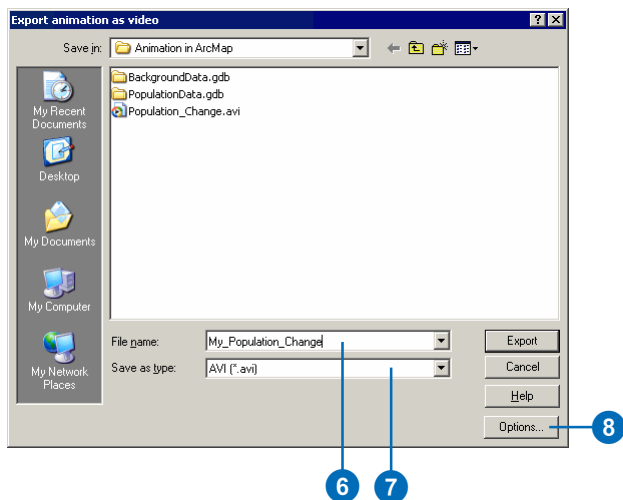 Export animation as video
Save in:
Animation in ArcMap
My Recent Documents
Desktop
My Documents
My Computer
My Network Places
BackgroundData.gdb
PopulationData.gdb
Population_Change.avi
File name:
My_Population_Change
Export
Save as type:
AVI (*.avi)
Cancel
Help
Options...
8
6
7